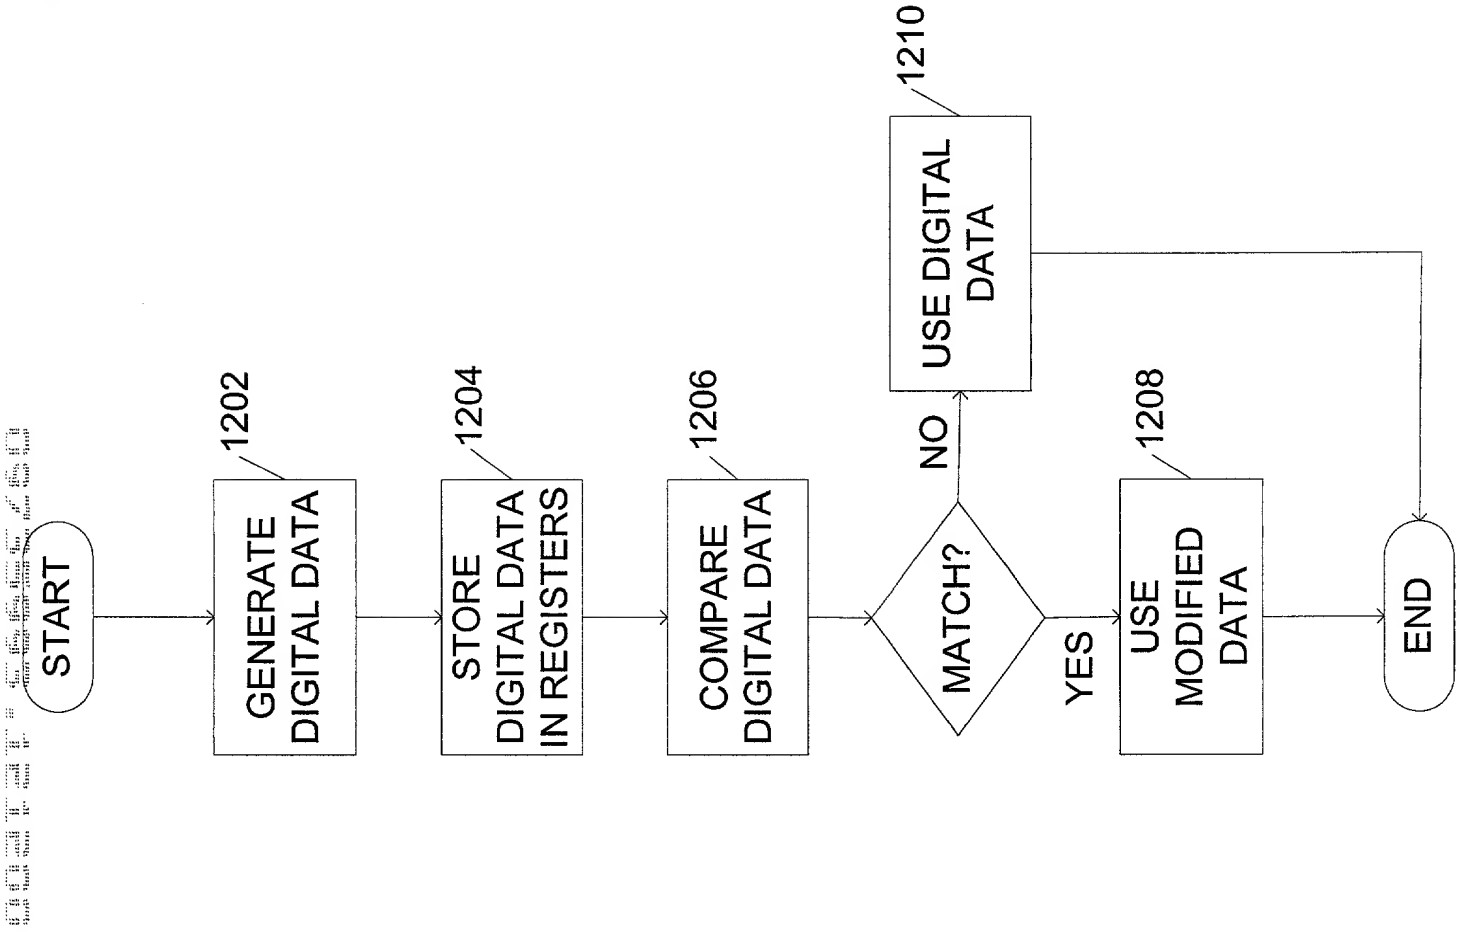 START
1202
GENERATE
DIGITAL DATA
1204
STORE
DIGITAL DATA
IN REGISTERS
1206
COMPARE
DIGITAL DATA
MATCH?
NO
1210
USE DIGITAL
DATA
YES
1208
USE
MODIFIED
DATA
END